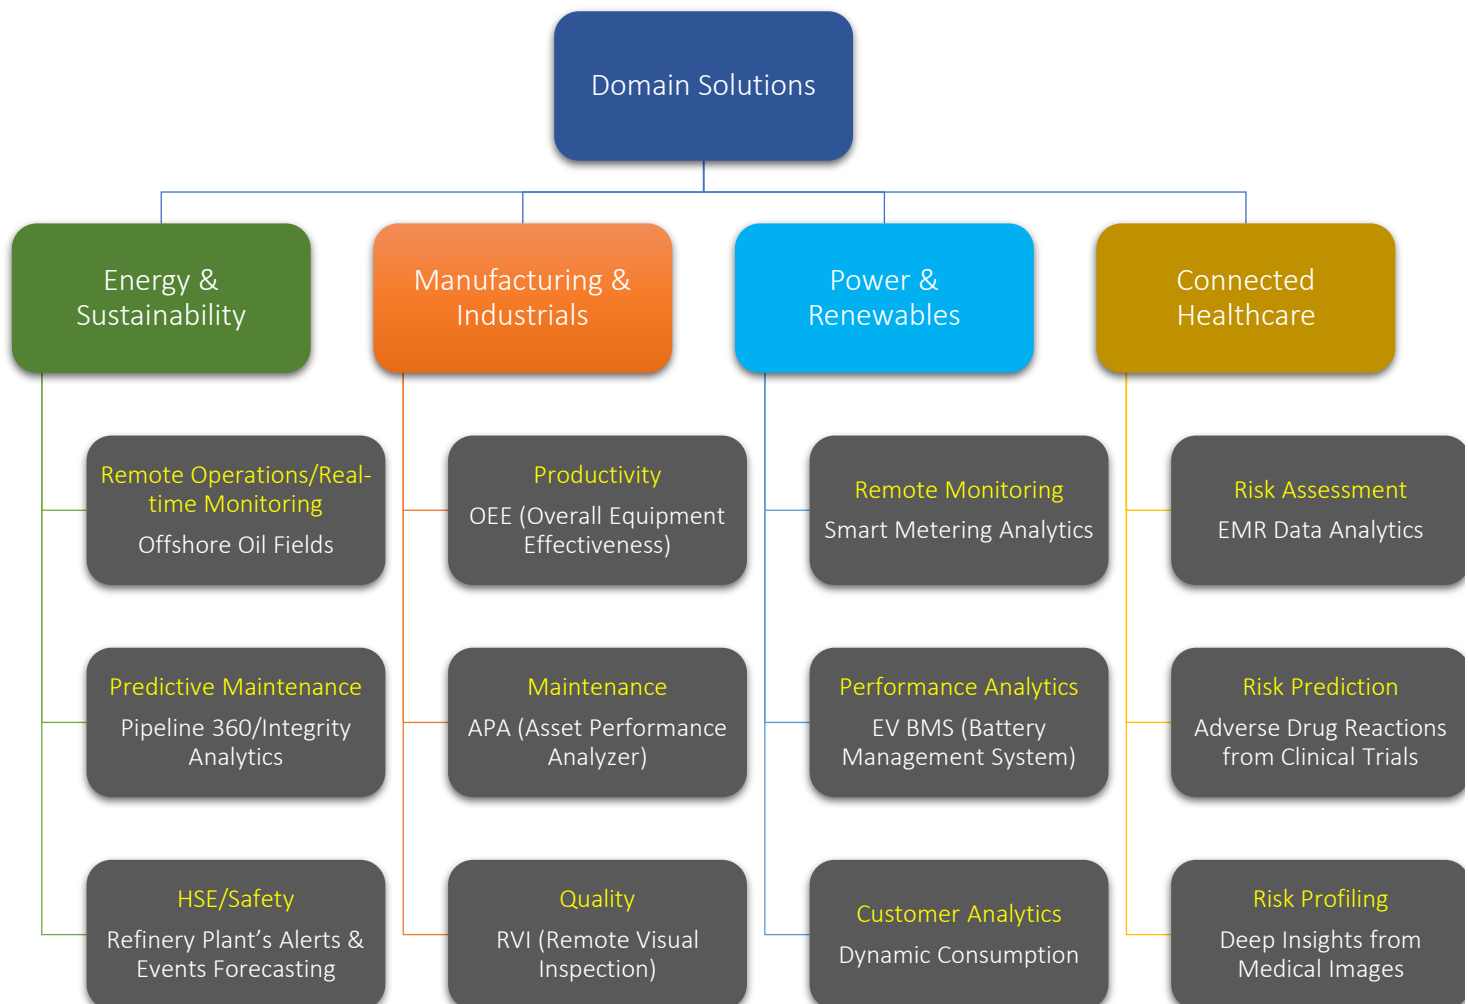 Domain Solutions
Energy &
Sustainability
Manufacturing &
Industrials
Power &
Renewables
Connected
Healthcare
Remote Operations/Real-
time Monitoring
Offshore Oil Fields
Productivity
OEE (Overall Equipment
Effectiveness)
Remote Monitoring
Smart Metering Analytics
Risk Assessment
EMR Data Analytics
Predictive Maintenance
Pipeline 360/Integrity
Analytics
Maintenance
APA (Asset Performance
Analyzer)
Performance Analytics
EV BMS (Battery
Management System)
Risk Prediction
Adverse Drug Reactions
from Clinical Trials
HSE/Safety
Refinery Plant’s Alerts &
Events Forecasting
Quality
RVI (Remote Visual
Inspection)
Customer Analytics
Dynamic Consumption
Risk Profiling
Deep Insights from
Medical Images